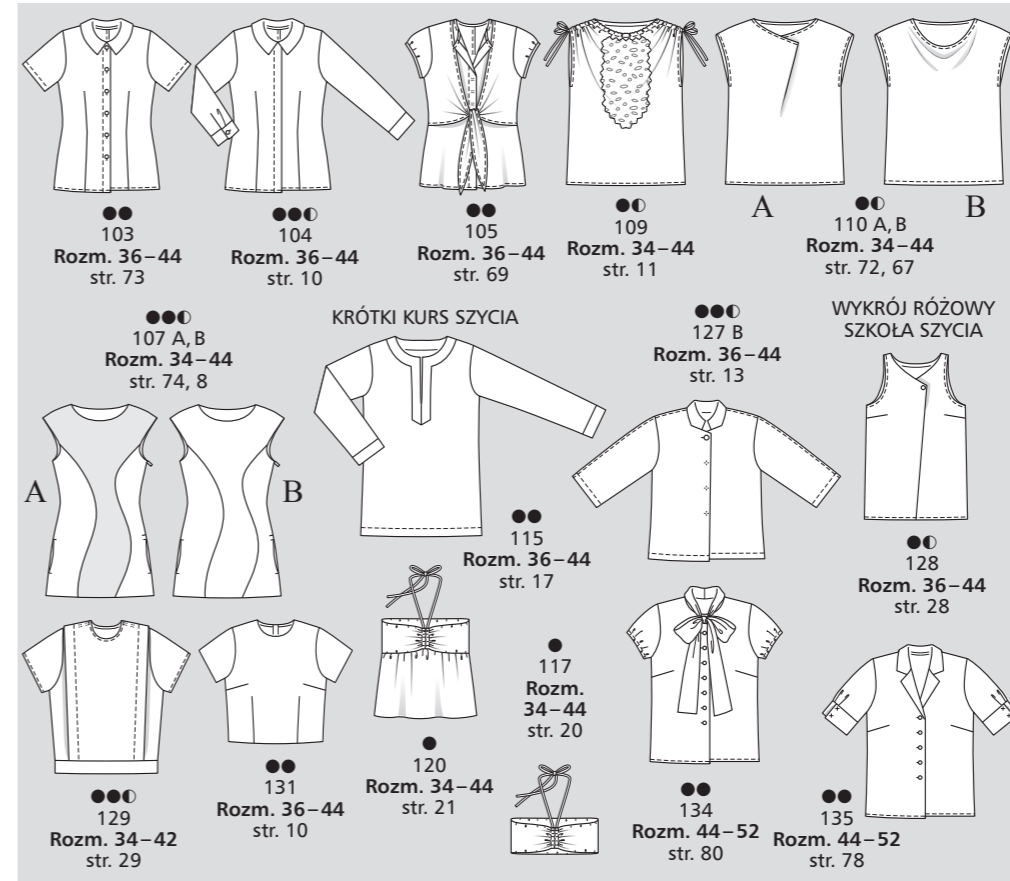 A
B
●●
103
Rozm. 36–44
str. 73
●●◐
104
Rozm. 36–44
str. 10
●●
105
Rozm. 36–44
str. 69
●◐
109
Rozm. 34–44
str. 11
●◐
110 A, B
Rozm. 34–44
str. 72, 67
●●◐
107 A, B
Rozm. 34–44
str. 74, 8
A
B
KRÓTKI KURS SZYCIA
●●
115
Rozm. 36–44
str. 17
●●◐
127 B
Rozm. 36–44
str. 13
WYKRÓJ RÓŻOWY
SZKOŁA SZYCIA
●◐
128
Rozm. 36–44
str. 28
●●◐
129
Rozm. 34–42
str. 29
●●
131
Rozm. 36–44
str. 10
●
120
Rozm. 34–44
str. 21
●
117
Rozm.
34–44
str. 20
●●
134
Rozm. 44–52
str. 80
●●
135
Rozm. 44–52
str. 78